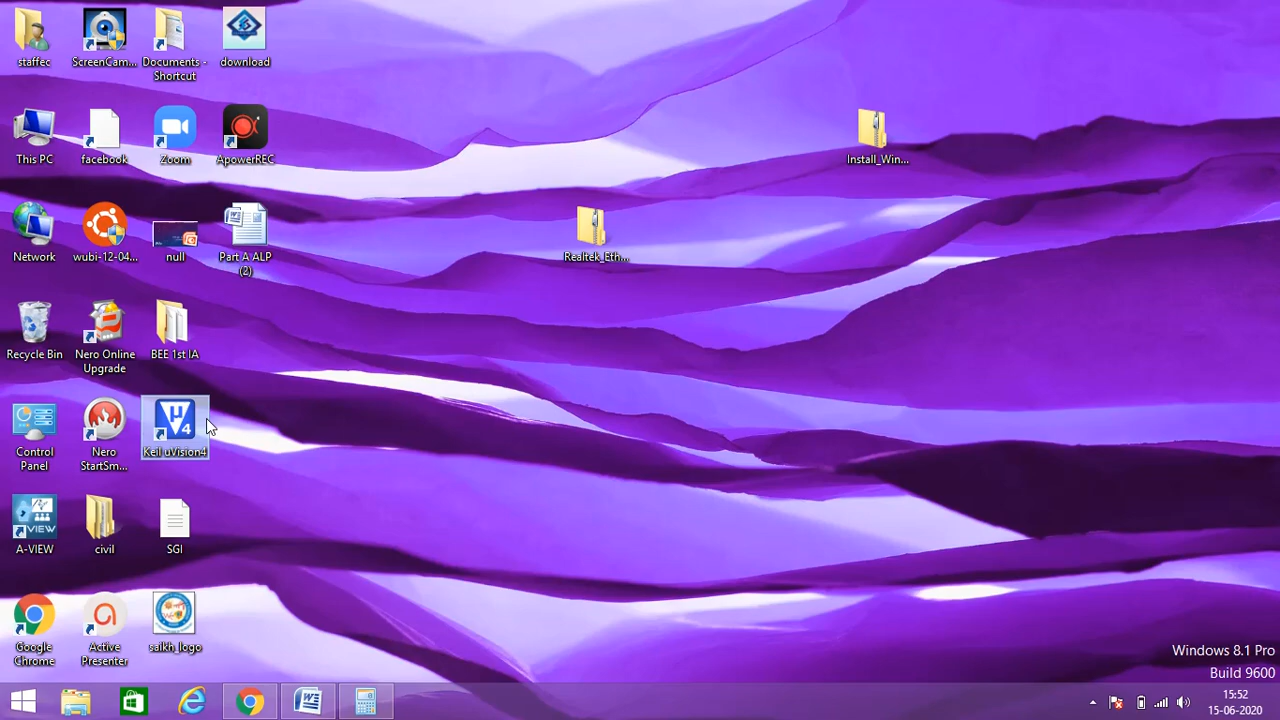 staffec
ScreenCam...
Documents -
Shortcut
download
This PC
facebook
Zoom
ApowerREC
Install_Win...
Network
wubi-12-04...
null
Part A ALP
(2)
Realtek_Eth...
Recycle Bin
Nero Online
Upgrade
BEE 1st IA
Control
Panel
Nero
StartSm...
4
Keil uVision4
VIEW
A-VIEW
civil
SGI
Google
Chrome
Active
Presenter
saikh_logo
Windows 8.1 Pro
Build 9600
15:52
15-06-2020